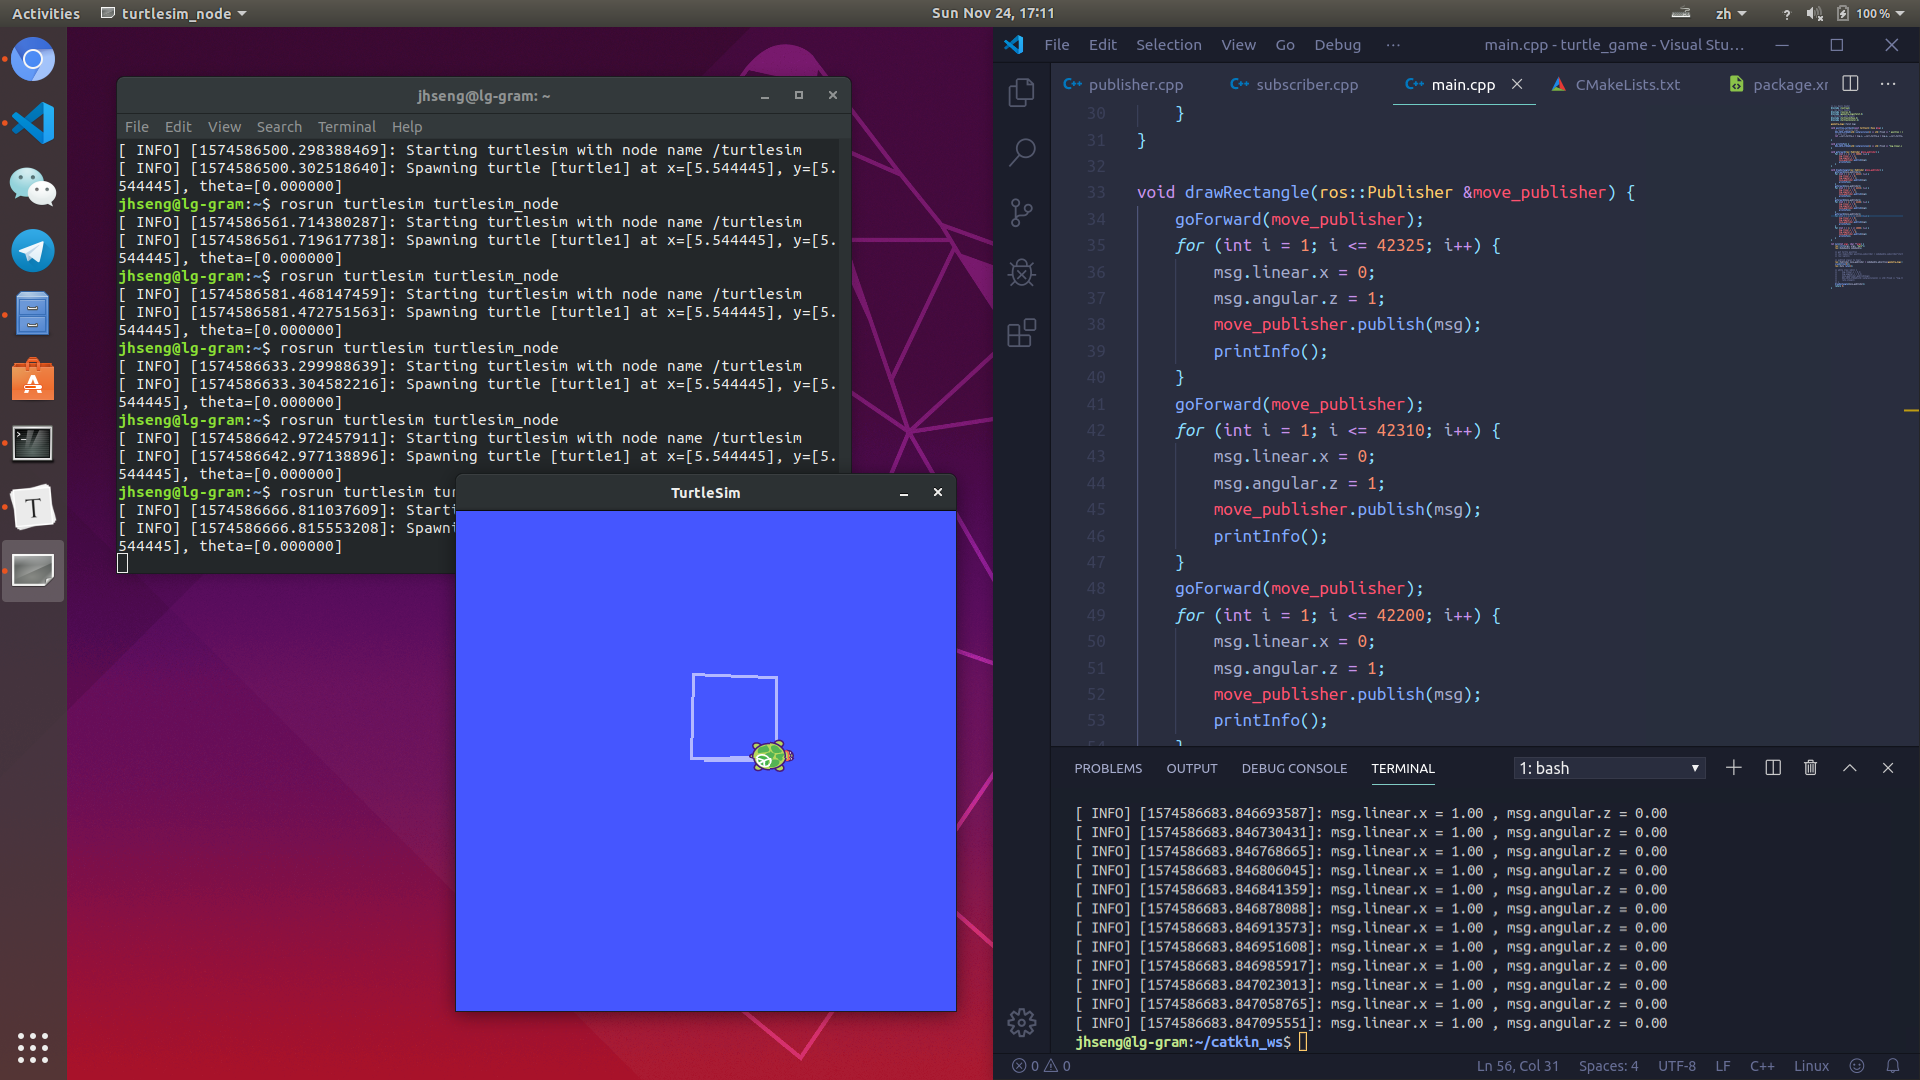 Activities turtlesim_node Sun Nov 24, 17:11 zh ? 100 %
jhseng@lg-gram: ~
File Edit View Search Terminal Help
[ INFO] [1574586500.298388469]: Starting turtlesim with node name /turtlesim
[ INFO] [1574586500.302518640]: Spawning turtle [turtle1] at x=[5.544445], y=[5.
544445], theta=[0.000000]
jhseng@lg-gram:~$ rosrun turtlesim turtlesim_node
[ INFO] [1574586561.714380287]: Starting turtlesim with node name /turtlesim
[ INFO] [1574586561.719617738]: Spawning turtle [turtle1] at x=[5.544445], y=[5.
544445], theta=[0.000000]
jhseng@lg-gram:~$ rosrun turtlesim turtlesim_node
[ INFO] [1574586581.468147459]: Starting turtlesim with node name /turtlesim
[ INFO] [1574586581.472751563]: Spawning turtle [turtle1] at x=[5.544445], y=[5.
544445], theta=[0.000000]
jhseng@lg-gram:~$ rosrun turtlesim turtlesim_node
[ INFO] [1574586633.299988639]: Starting turtlesim with node name /turtlesim
[ INFO] [1574586633.304582216]: Spawning turtle [turtle1] at x=[5.544445], y=[5.
544445], theta=[0.000000]
jhseng@lg-gram:~$ rosrun turtlesim turtlesim_node
[ INFO] [1574586642.972457911]: Starting turtlesim with node name /turtlesim
[ INFO] [1574586642.977138896]: Spawning turtle [turtle1] at x=[5.544445], y=[5.
544445], theta=[0.000000]
jhseng@lg-gram:~$ rosrun turtlesim tur
[ INFO] [1574586666.811037609]: Starti
[ INFO] [1574586666.815553208]: Spawni
544445], theta=[0.000000]
TurtleSim
File Edit Selection View Go Debug ··· main.cpp - turtle_game - Visual Stu...
publisher.cpp subscriber.cpp main.cpp CMakeLists.txt package.xr
30 }
31 }
32
33 void drawRectangle(ros::Publisher &move_publisher) {
34 goForward(move_publisher);
35 for (int i = 1; i <= 42325; i++) {
36 msg.linear.x = 0;
37 msg.angular.z = 1;
38 move_publisher.publish(msg);
39 printInfo();
40 }
41 goForward(move_publisher);
42 for (int i = 1; i <= 42310; i++) {
43 msg.linear.x = 0;
44 msg.angular.z = 1;
45 move_publisher.publish(msg);
46 printInfo();
47 }
48 goForward(move_publisher);
49 for (int i = 1; i <= 42200; i++) {
50 msg.linear.x = 0;
51 msg.angular.z = 1;
52 move_publisher.publish(msg);
53 printInfo();
54 }
PROBLEMS OUTPUT DEBUG CONSOLE TERMINAL 1: bash
[ INFO] [1574586683.846693587]: msg.linear.x = 1.00 , msg.angular.z = 0.00
[ INFO] [1574586683.846730431]: msg.linear.x = 1.00 , msg.angular.z = 0.00
[ INFO] [1574586683.846768665]: msg.linear.x = 1.00 , msg.angular.z = 0.00
[ INFO] [1574586683.846806045]: msg.linear.x = 1.00 , msg.angular.z = 0.00
[ INFO] [1574586683.846841359]: msg.linear.x = 1.00 , msg.angular.z = 0.00
[ INFO] [1574586683.846878088]: msg.linear.x = 1.00 , msg.angular.z = 0.00
[ INFO] [1574586683.846913573]: msg.linear.x = 1.00 , msg.angular.z = 0.00
[ INFO] [1574586683.846951608]: msg.linear.x = 1.00 , msg.angular.z = 0.00
[ INFO] [1574586683.846985917]: msg.linear.x = 1.00 , msg.angular.z = 0.00
[ INFO] [1574586683.847023013]: msg.linear.x = 1.00 , msg.angular.z = 0.00
[ INFO] [1574586683.847058765]: msg.linear.x = 1.00 , msg.angular.z = 0.00
[ INFO] [1574586683.847095551]: msg.linear.x = 1.00 , msg.angular.z = 0.00
jhseng@lg-gram:~/catkin_ws$
0 0 Ln 56, Col 31 Spaces: 4 UTF-8 LF C++ Linux